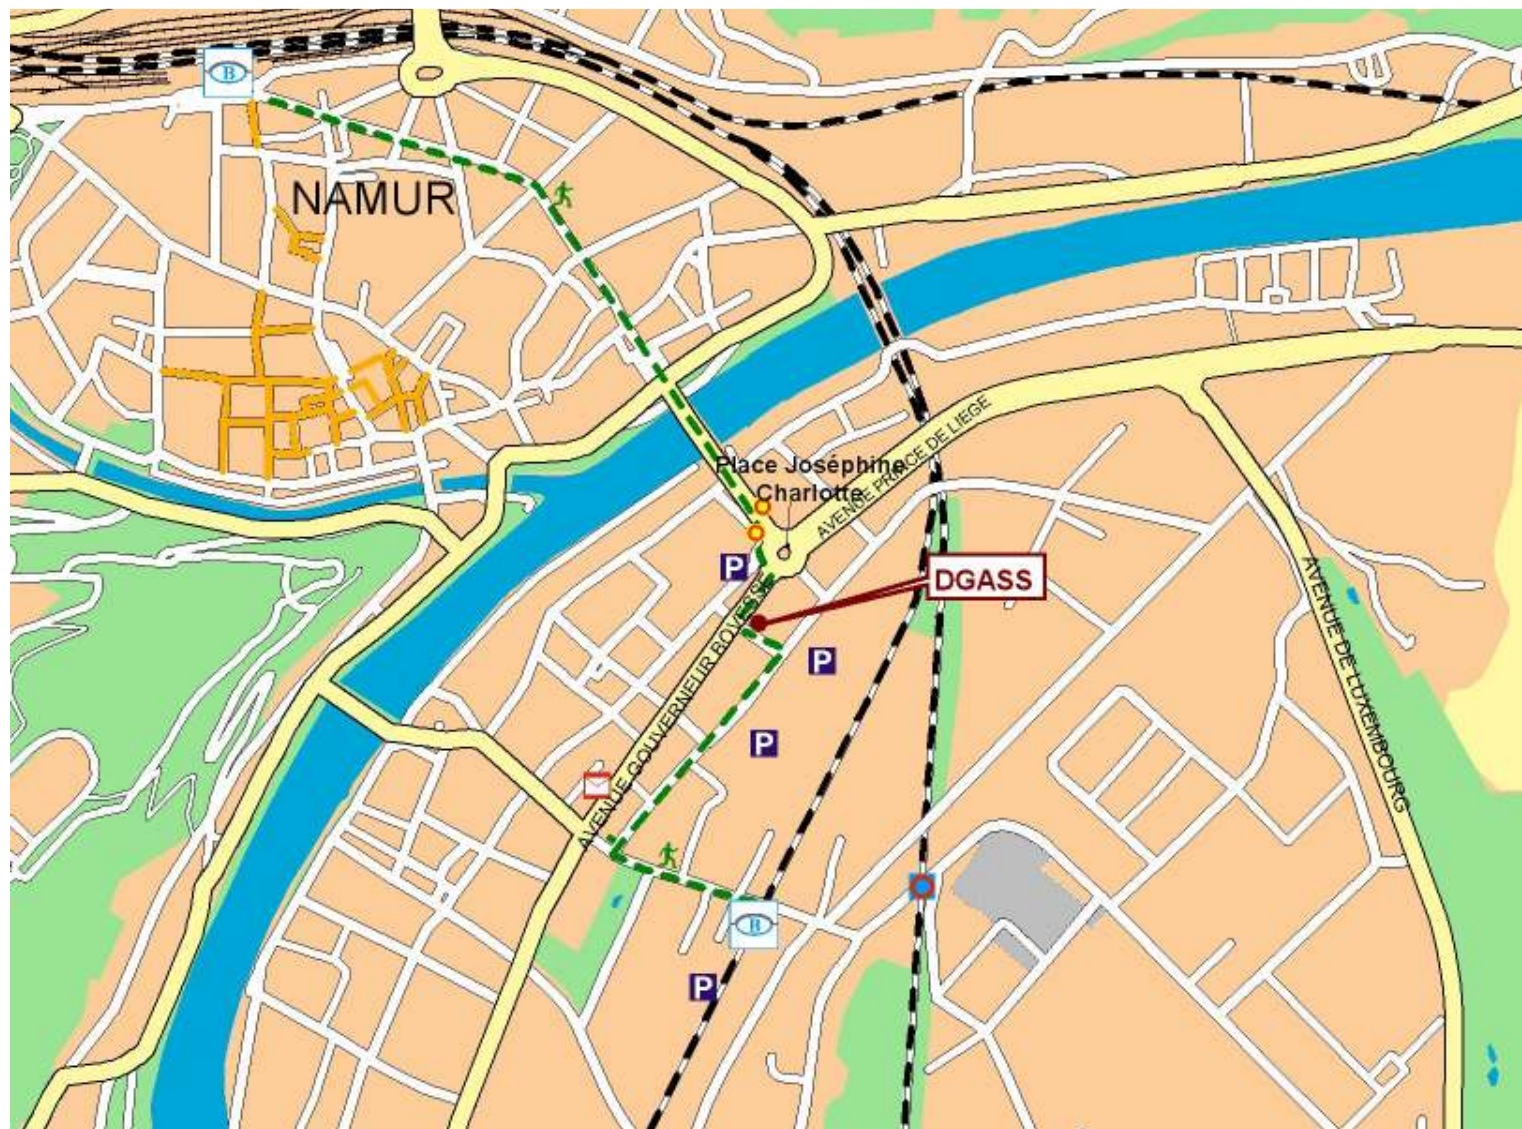 B
NAMUR
Place Joséphine
Charlotte
AVENUE PRINCE DE LIEGE
P
DGASS
AVENUE GOUVERNEUR BOVESSE
P
AVENUE DE LUXEMBOURG
P
B
P